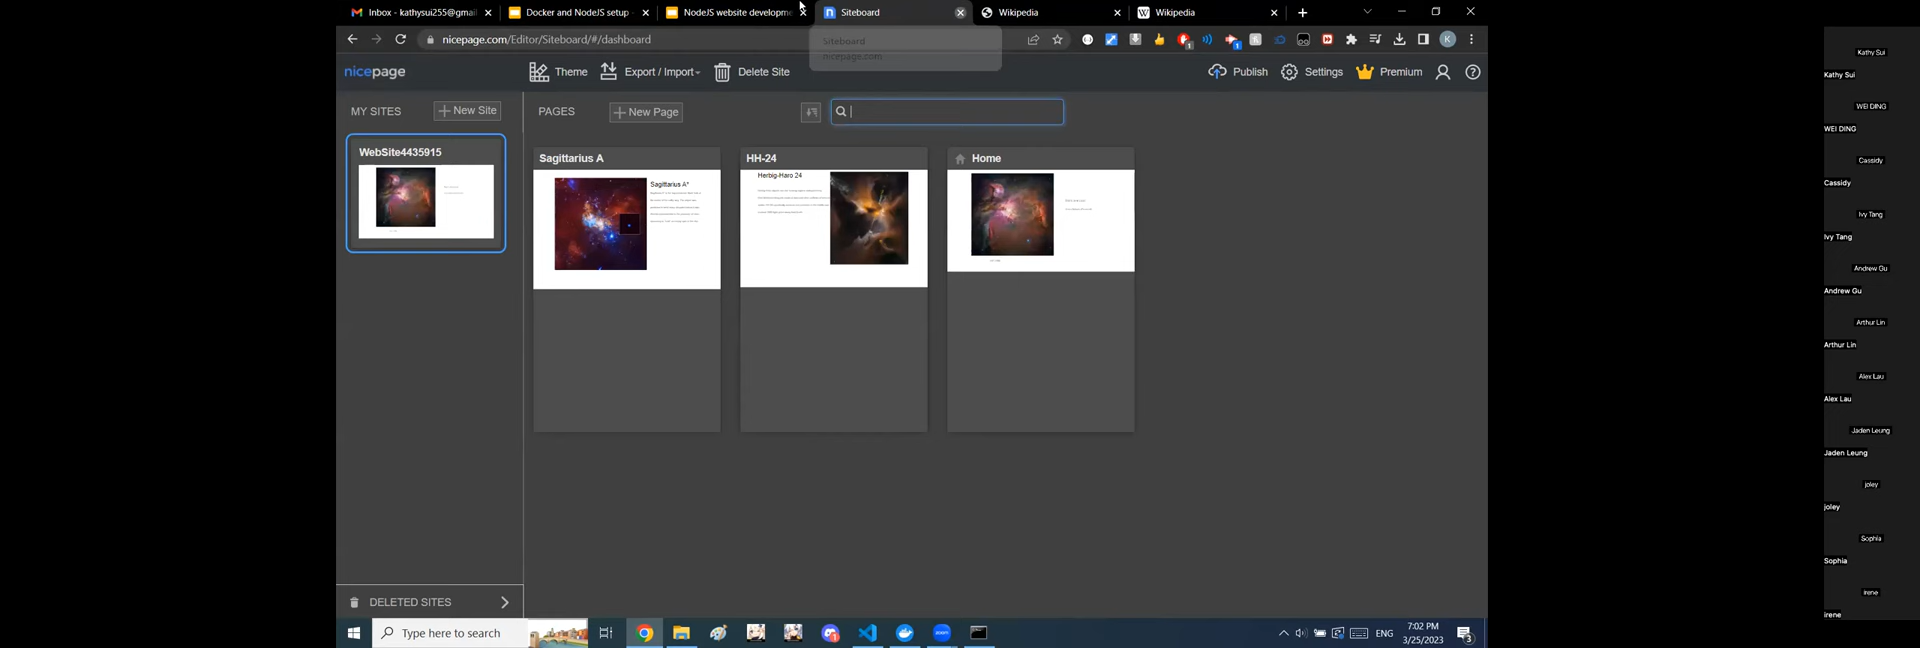 Inbox - kathysui255@gmai
Docker and NodeJS setup
NodeJS website developme
Siteboard
Wikipedia
Wikipedia
nicepage.com/Editor/Siteboard/#/dashboard
Siteboard
nicepage.com
nicepage
Theme
Export / Import
Delete Site
Publish
Settings
Premium
MY SITES
New Site
PAGES
New Page
WebSite4435915
Sagittarius A
HH-24
Home
Sagittarius A*
Herbig-Haro 24
DELETED SITES
Type here to search
ENG
7:02 PM
3/25/2023
3
Kathy Sui
Kathy Sui
WEI DING
WEI DING
Cassidy
Cassidy
Ivy Tang
Ivy Tang
Andrew Gu
Andrew Gu
Arthur Lin
Arthur Lin
Alex Lau
Alex Lau
Jaden Leung
Jaden Leung
joley
joley
Sophia
Sophia
irene
irene